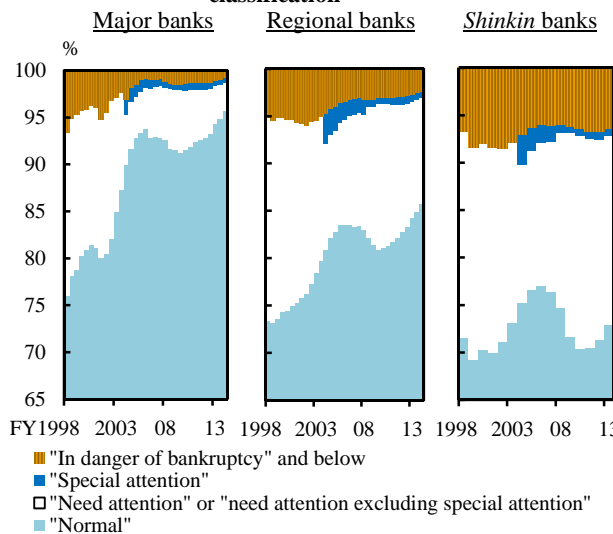 classification
Major banks Regional banks Shinkin banks
%
100
95
90
85
80
75
70
65
FY1998 2003 08 13 1998 2003 08 13 1998 2003 08 13
"In danger of bankruptcy" and below
"Special attention"
"Need attention" or "need attention excluding special attention"
"Normal"